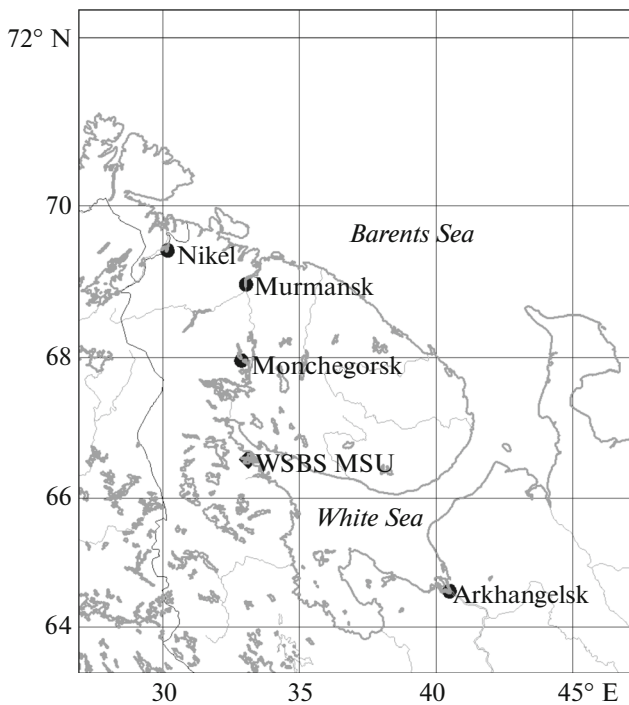 72° N
70
Barents Sea
Nikel
Murmansk
68
Monchegorsk
WSBS MSU
66
White Sea
Arkhangelsk
64
30 35 40 45° E